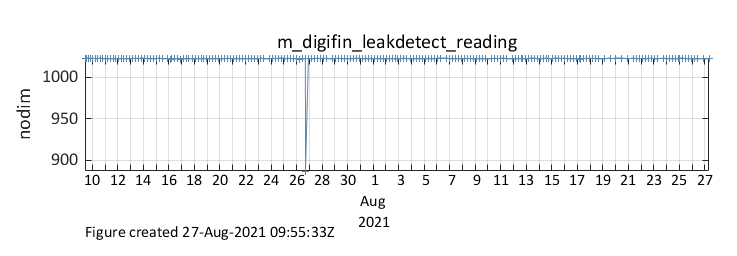 m_digifin_leakdetect_reading
nodim
1000
950
900
10 12 14 16 18 20 22 24 26 28 30 1 3 5 7 9 11 13 15 17 19 21 23 25 27
Aug
2021
Figure created 27-Aug-2021 09:55:33Z